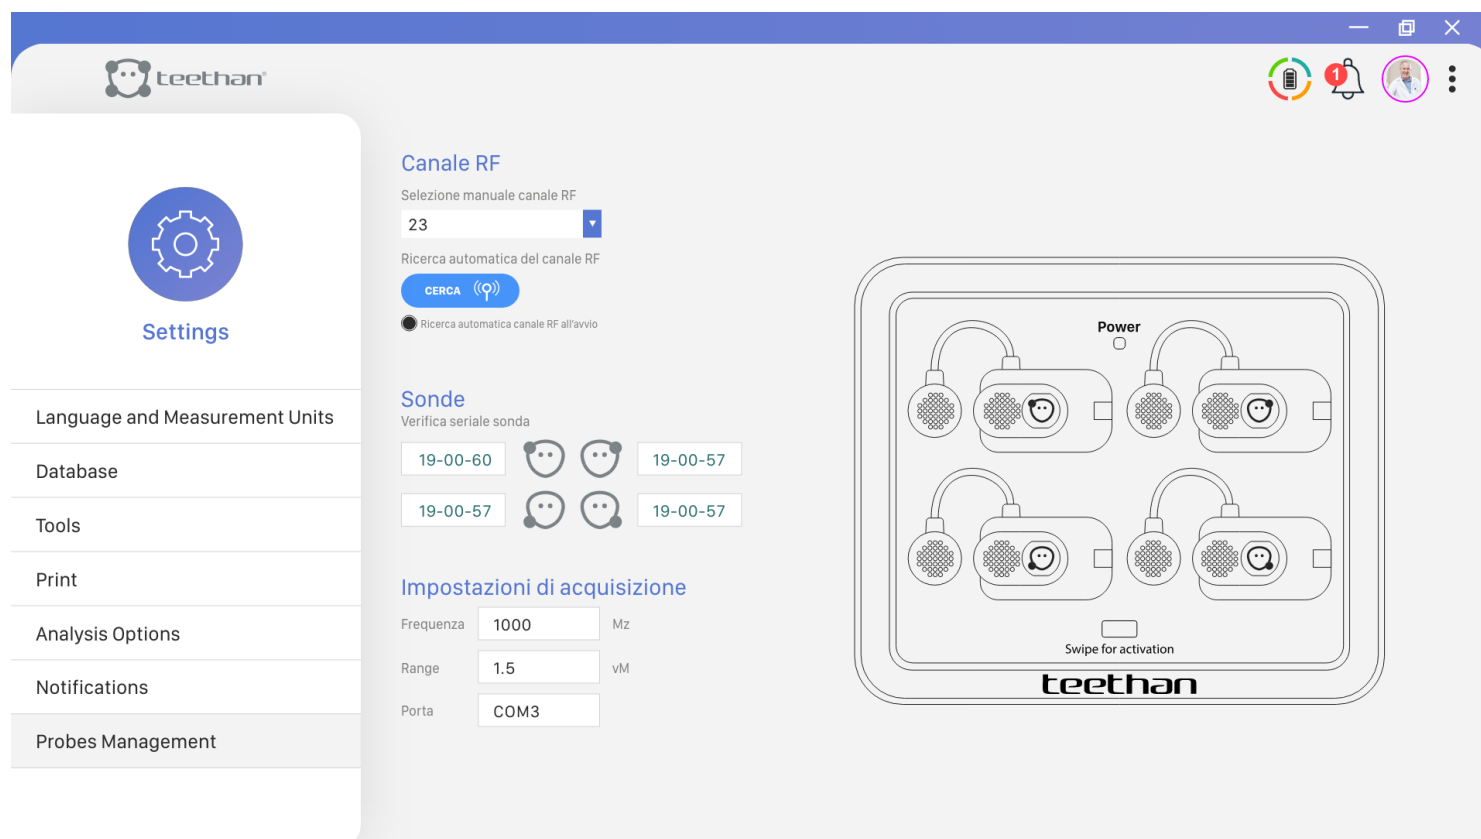 teethan®
1
Settings
Language and Measurement Units
Database
Tools
Print
Analysis Options
Notifications
Probes Management
Canale RF
Selezione manuale canale RF
23
Ricerca automatica del canale RF
CERCA
Ricerca automatica canale RF all'avvio
Sonde
Verifica seriale sonda
19-00-60 19-00-57
19-00-57 19-00-57
Impostazioni di acquisizione
Frequenza 1000 Mz
Range 1.5 vM
Porta COM3
Power
Swipe for activation
teethan